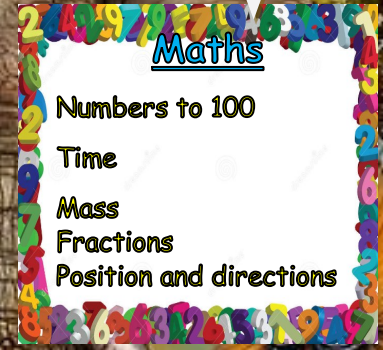 Maths
Numbers to 100
Time
Mass
Fractions
Position and directions